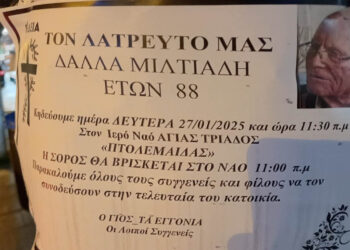 ΤΟΝ ΛΑΤΡΕΥΤΟ ΜΑΣ
ΔΑΛΛΑ ΜΙΛΤΙΑΔΗ
ΕΤΩΝ 88
Κηδεύουμε ημέρα ΔΕΥΤΕΡΑ 27/01/2025 και ώρα 11:30 π.μ
Στον Ιερό Ναό ΑΓΙΑΣ ΤΡΙΑΔΟΣ
«ΠΤΟΛΕΜΑΙΔΑΣ»
Η ΣΟΡΟΣ ΘΑ ΒΡΙΣΚΕΤΑΙ ΣΤΟ ΝΑΟ 11:00 π.μ
Παρακαλούμε όλους τους συγγενείς και φίλους να τον
συνοδεύσουν στην τελευταία του κατοικία.
Ο ΓΙΟΣ_ΤΑ ΕΓΓΟΝΙΑ
Οι Λοιποί Συγγενείς